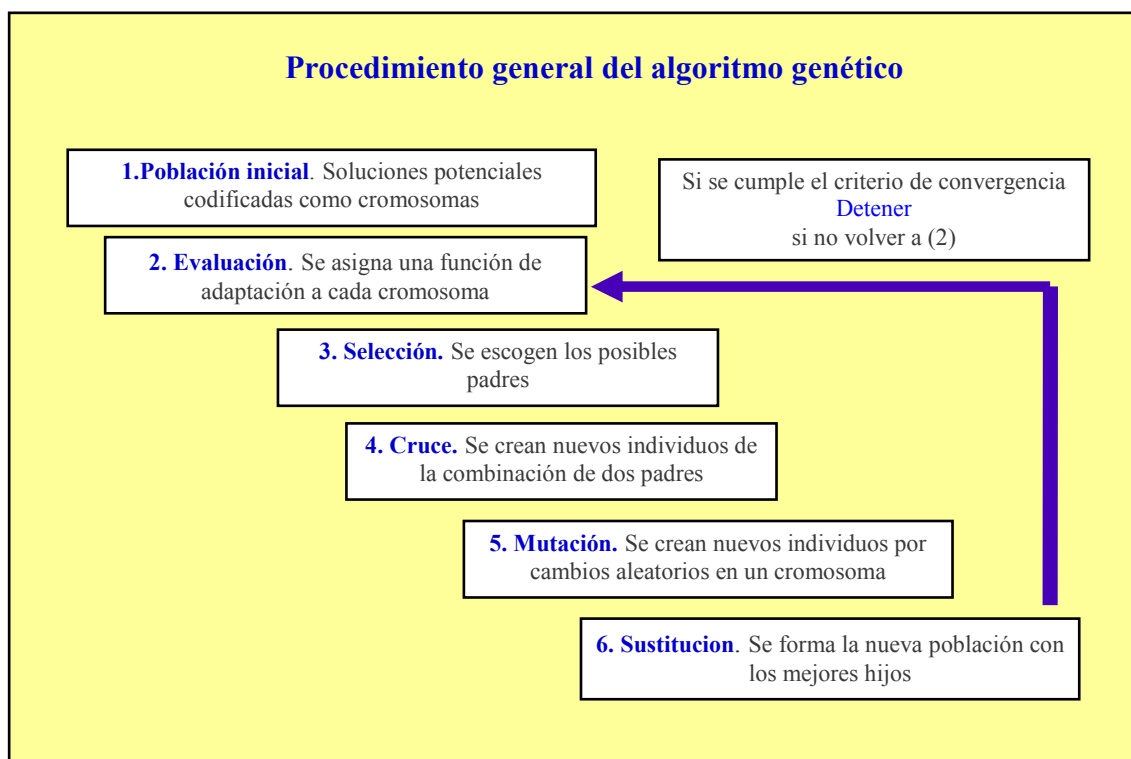 Procedimiento general del algoritmo genético
1.Población inicial. Soluciones potenciales
codificadas como cromosomas
Si se cumple el criterio de convergencia
Detener
si no volver a (2)
2. Evaluación. Se asigna una función de
adaptación a cada cromosoma
3. Selección. Se escogen los posibles
padres
4. Cruce. Se crean nuevos individuos de
la combinación de dos padres
5. Mutación. Se crean nuevos individuos por
cambios aleatorios en un cromosoma
6. Sustitucion. Se forma la nueva población con
los mejores hijos